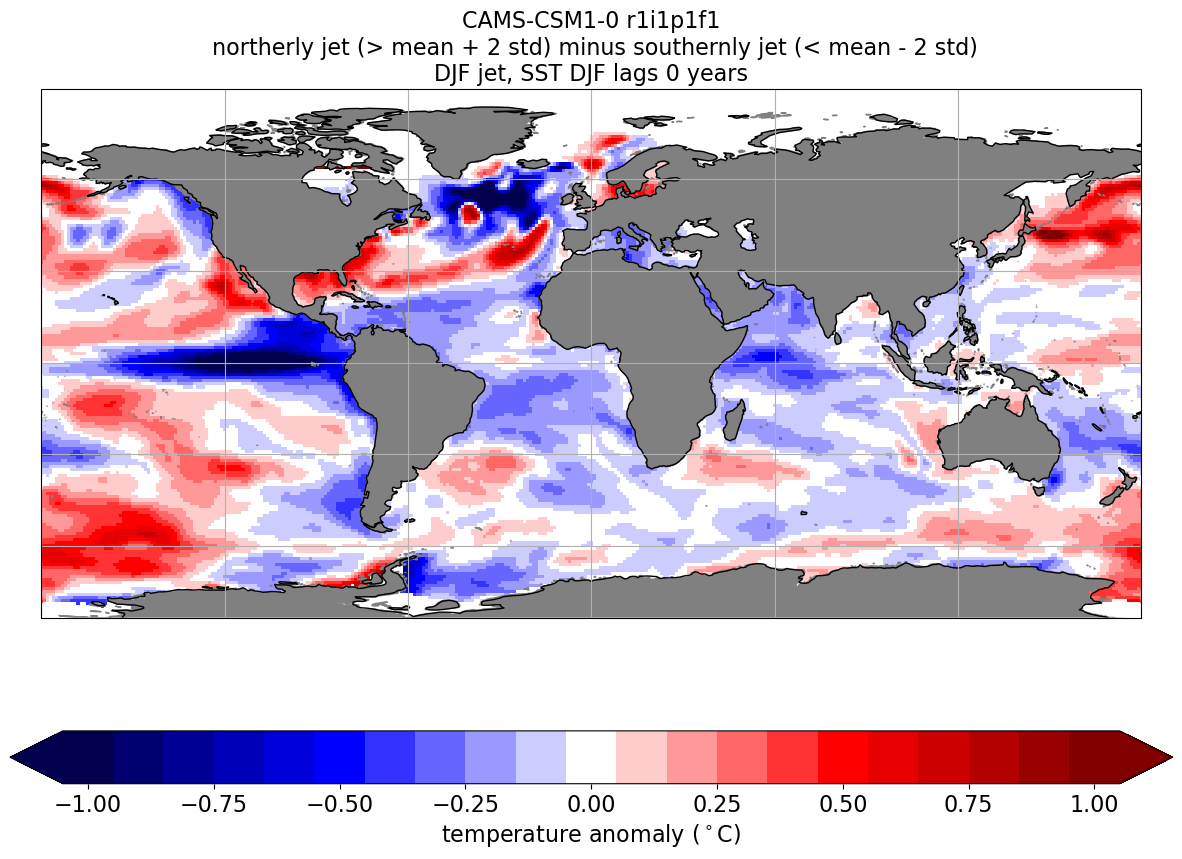 CAMS-CSM1-0 r1i1p1f1
northerly jet (> mean + 2 std) minus southernly jet (< mean - 2 std)
DJF jet, SST DJF lags 0 years
−1.00 −0.75 −0.50 −0.25 0.00 0.25 0.50 0.75 1.00
temperature anomaly (°C)